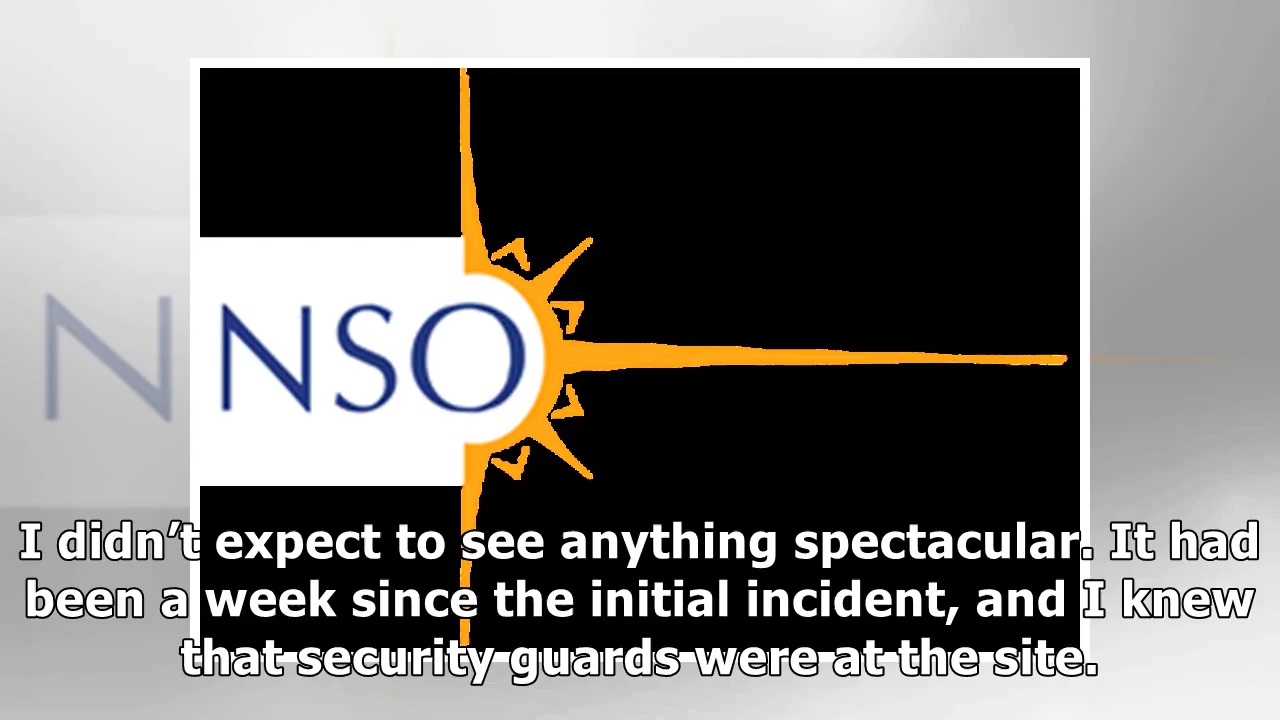 N
NSO
I didn’t expect to see anything spectacular. It had
been a week since the initial incident, and I knew
that security guards were at the site.